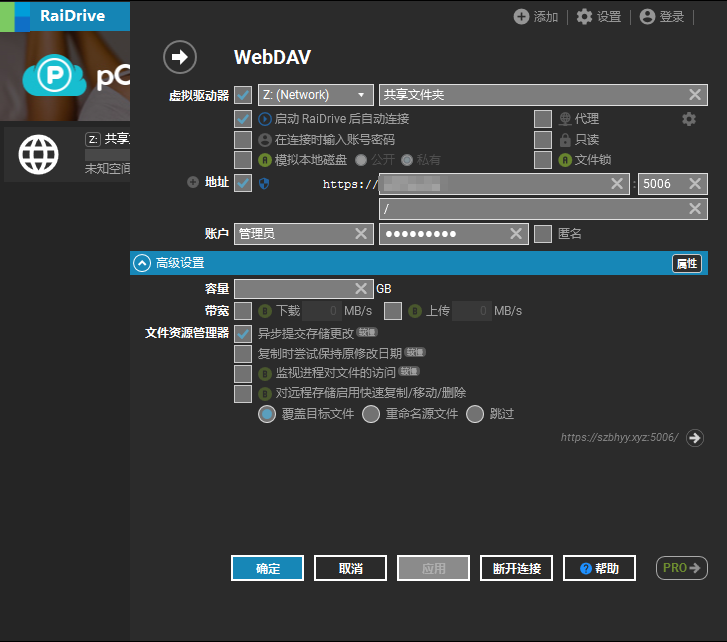 RaiDrive
添加 设置 登录
WebDAV
pC
虚拟驱动器 Z: (Network) 共享文件夹
启动 RaiDrive 后自动连接 代理
Z: 共享
在连接时输入账号密码 只读
未知空间
模拟本地磁盘 公开 私有 文件锁
地址 https:// : 5006
/
账户 管理员 ●●●●●●●●● 匿名
高级设置 属性
容量 GB
带宽 下载 0 MB/s 上传 0 MB/s
文件资源管理器 异步提交存储更改 较慢
复制时尝试保持原修改日期 较慢
监视进程对文件的访问 较慢
对远程存储启用快速复制/移动/删除
覆盖目标文件 重命名源文件 跳过
https://szbhyy.xyz:5006/
确定 取消 应用 断开连接 ? 帮助 PRO